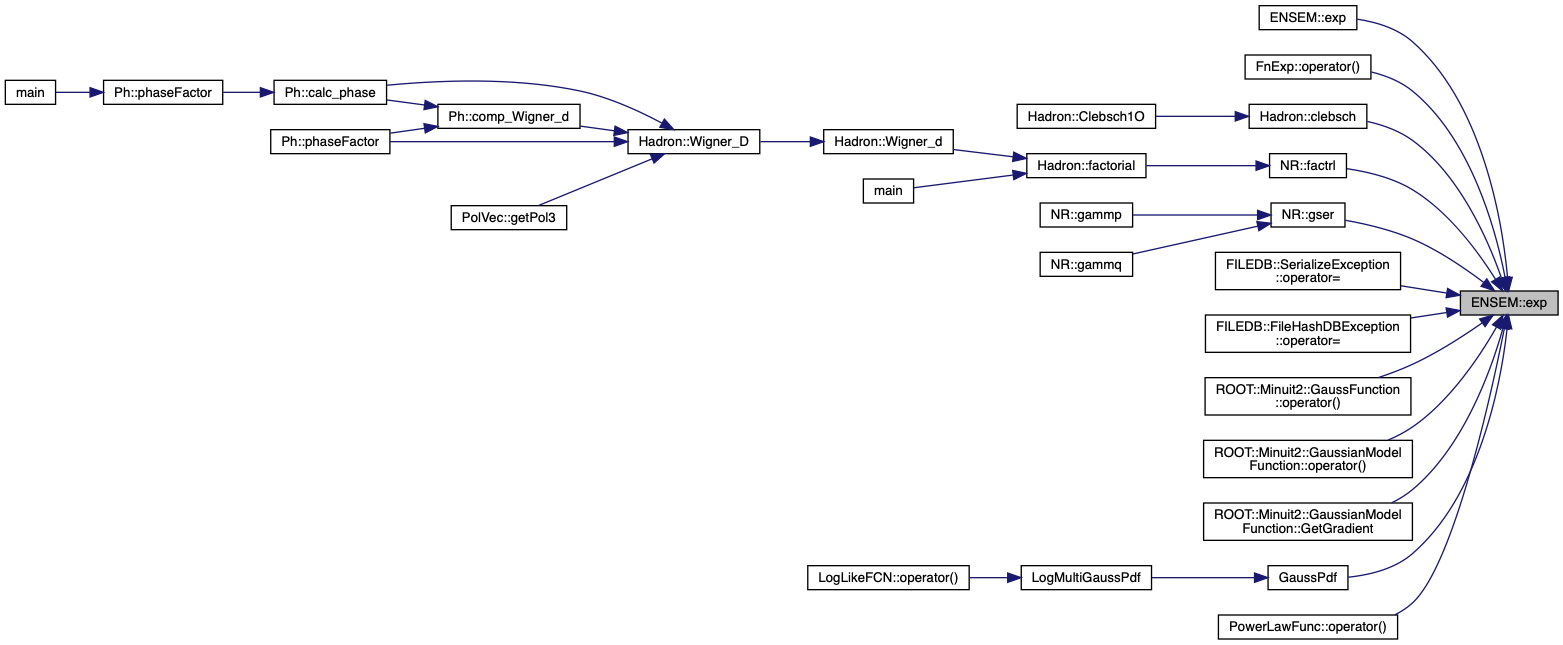 ENSEM::exp
FnExp::operator()
main
Ph::phaseFactor
Ph::calc_phase
Ph::comp_Wigner_d
Hadron::Clebsch1O
Hadron::clebsch
Ph::phaseFactor
Hadron::Wigner_D
Hadron::Wigner_d
Hadron::factorial
NR::factrl
main
PolVec::getPol3
NR::gammp
NR::gser
NR::gammq
FILEDB::SerializeException
::operator=
ENSEM::exp
FILEDB::FileHashDBException
::operator=
ROOT::Minuit2::GaussFunction
::operator()
ROOT::Minuit2::GaussianModel
Function::operator()
ROOT::Minuit2::GaussianModel
Function::GetGradient
LogLikeFCN::operator()
LogMultiGaussPdf
GaussPdf
PowerLawFunc::operator()